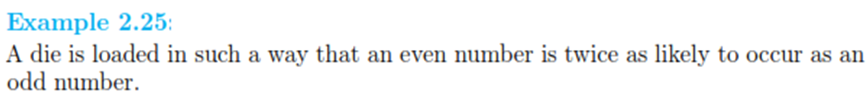 Example 2.25:
A die is loaded in such a way that an even number is twice as likely to occur as an
odd number.